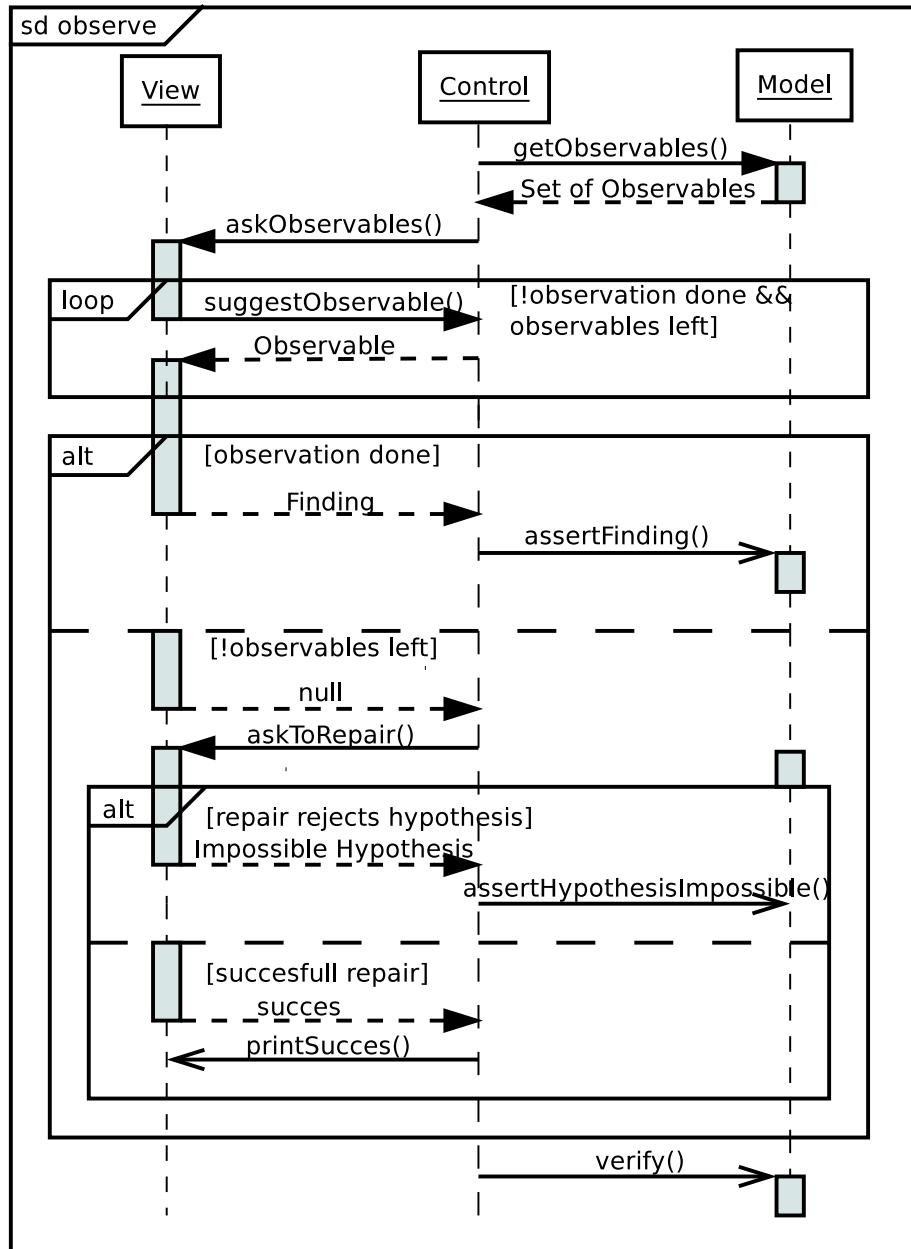 sd observe
View
Control
Model
getObservables()
Set of Observables
askObservables()
loop
suggestObservable()
[!observation done &&
observables left]
Observable
alt
[observation done]
Finding
assertFinding()
[!observables left]
null
askToRepair()
alt
[repair rejects hypothesis]
Impossible Hypothesis
assertHypothesisImpossible()
[succesfull repair]
succes
printSucces()
verify()